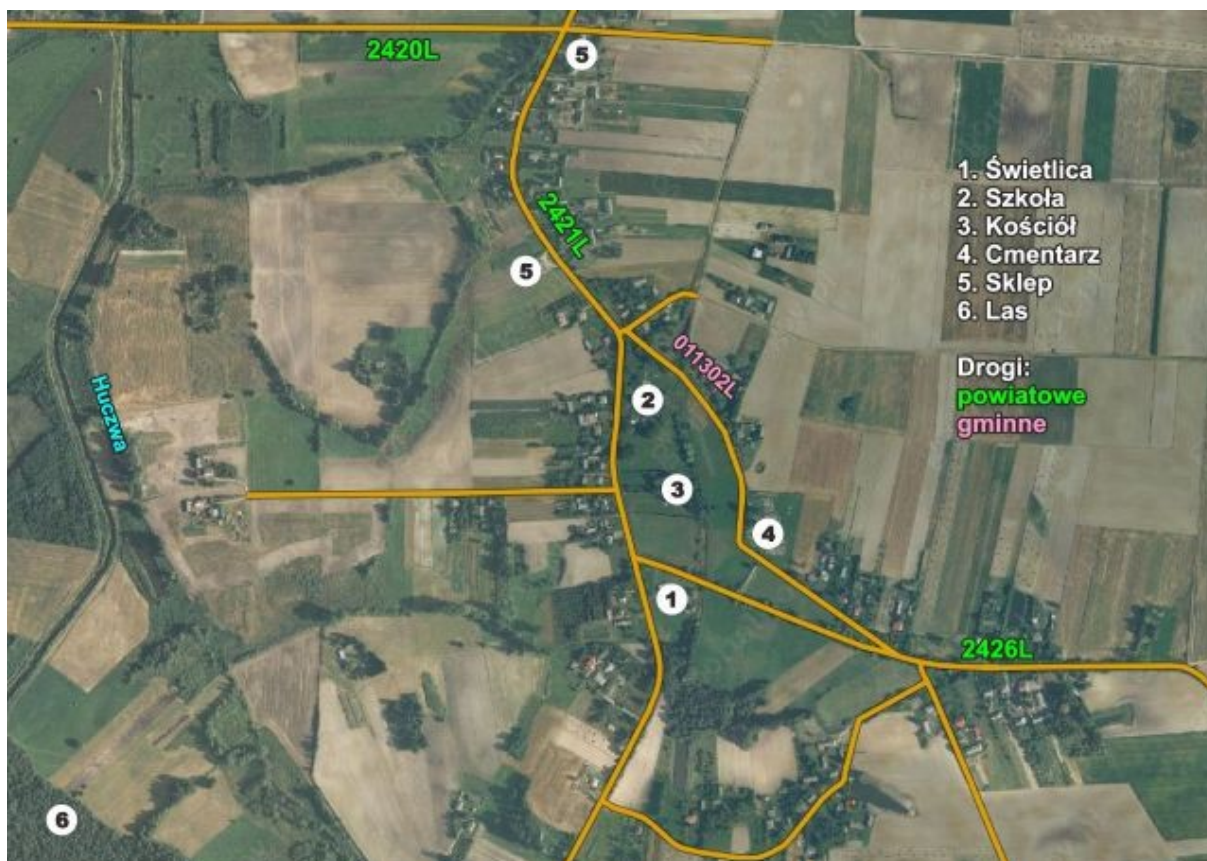 5
2420L
2421L
1. Świetlica
2. Szkoła
3. Kościół
4. Cmentarz
5. Sklep
6. Las
5
011302L
Drogi:
powiatowe
gminne
Huczwa
2
3
4
1
2426L
6